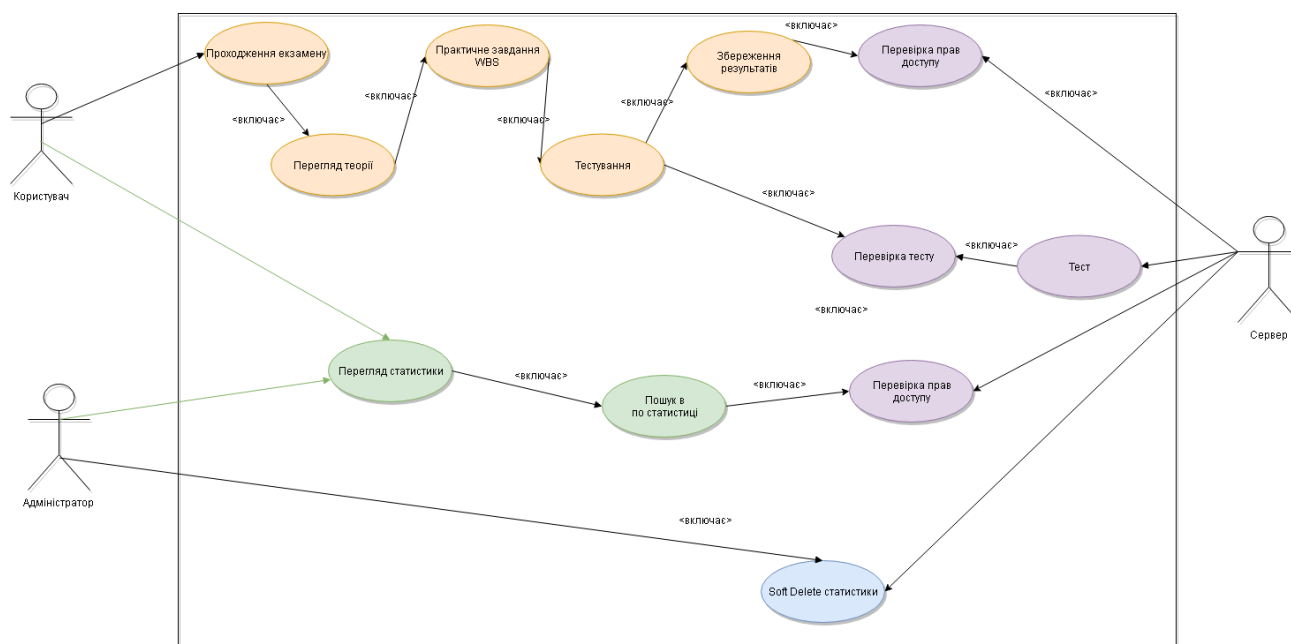 <включає>
Проходження екзамену
Практичне завдання
WBS
Збереження
результатів
Перевірка прав
доступу
<включає>
<включає>
<включає>
<включає>
<включає>
Перегляд теорії
Тестування
Користувач
<включає>
<включає>
Перевірка тесту
Тест
<включає>
Сервер
Перегляд статистики
<включає>
<включає>
Перевірка прав
доступу
Пошук в
по статистиці
Адміністратор
<включає>
Soft Delete статистики